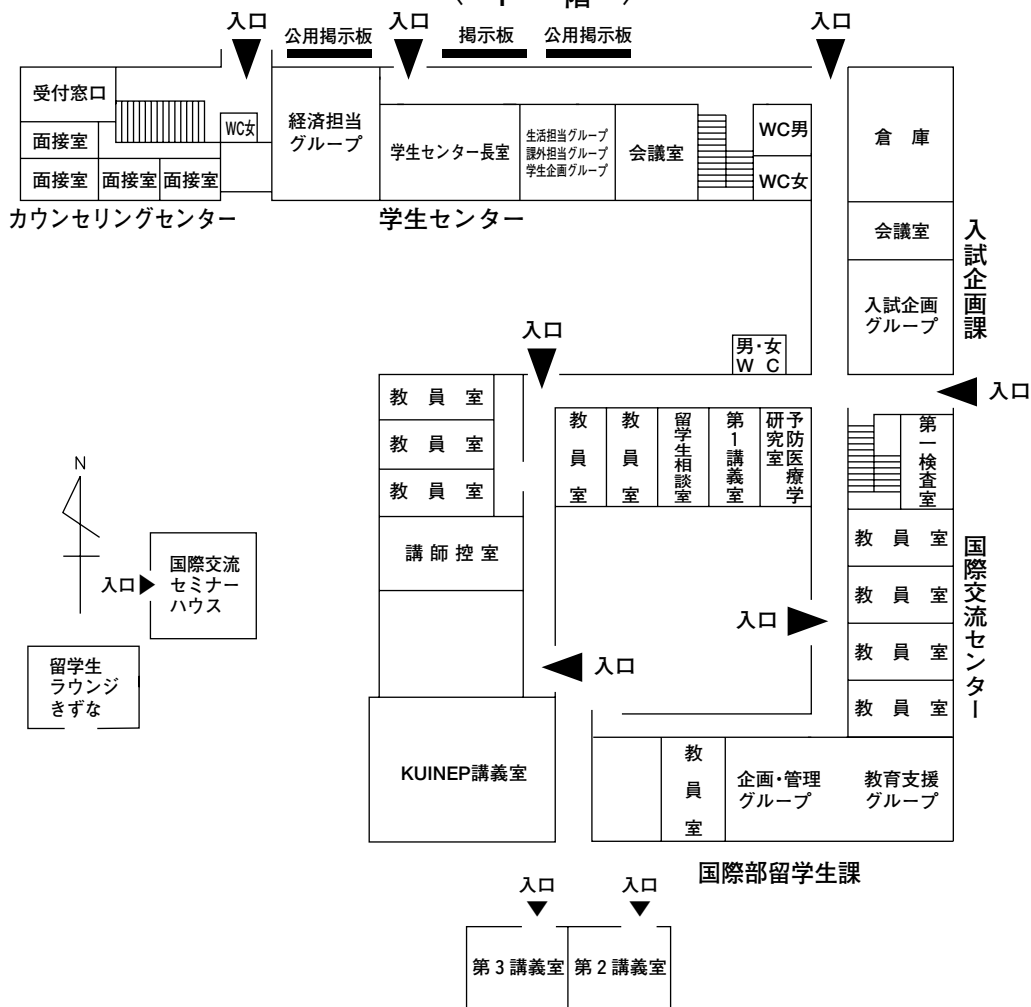 入口
公用掲示板
入口
掲示板
公用掲示板
入口
受付窓口
面接室
面接室
面接室
面接室
WC女
経済担当
グループ
学生センター長室
生活担当グループ
課外担当グループ
学生企画グループ
会議室
WC男
WC女
倉庫
会議室
入試企画
グループ
入試企画課
カウンセリングセンター
学生センター
入口
男・女
WC
入口
教員室
教員室
教員室
講師控室
教員室
教員室
留学生相談室
第1講義室
予防医療学
研究室
第一検査室
教員室
教員室
教員室
教員室
国際交流センター
N
入口
国際交流
セミナー
ハウス
留学生
ラウンジ
きずな
入口
入口
KUINEP講義室
教員室
企画・管理
グループ
教育支援
グループ
国際部留学生課
入口
入口
第3講義室
第2講義室